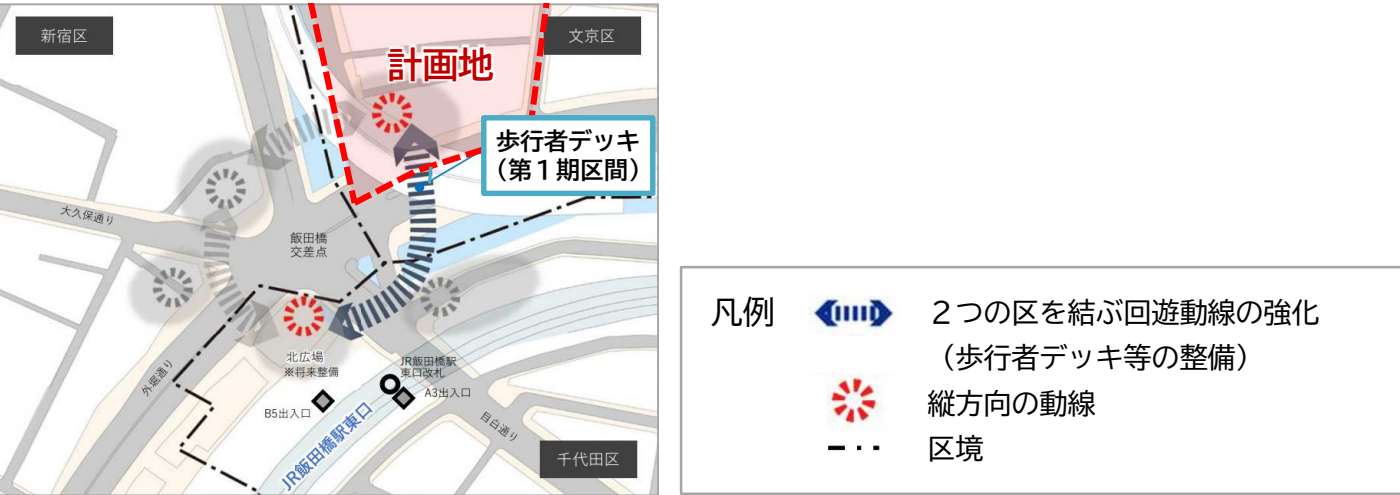 新宿区
文京区
計画地
歩行者デッキ
（第１期区間）
大久保通り
飯田橋
交差点
北広場
※将来整備
外堀通り
JR飯田橋駅
東口改札
A3出入口
B5出入口
目白通り
JR飯田橋駅東口
千代田区
凡例
２つの区を結ぶ回遊動線の強化
（歩行者デッキ等の整備）
縦方向の動線
区境